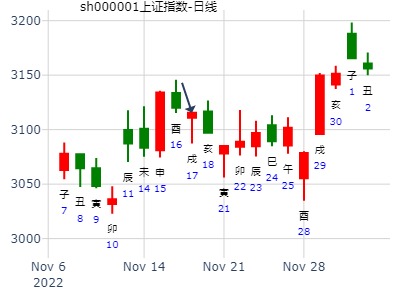 sh000001上证指数-日线
3200
3150
3100
3050
3000
子
7
丑
8
寅
9
卯
10
辰
11
未
14
申
15
酉
16
戌
17
亥
18
寅
21
卯
22
辰
23
巳
24
午
25
酉
28
戌
29
亥
30
子
1
丑
2
Nov 6
2022
Nov 14
Nov 21
Nov 28